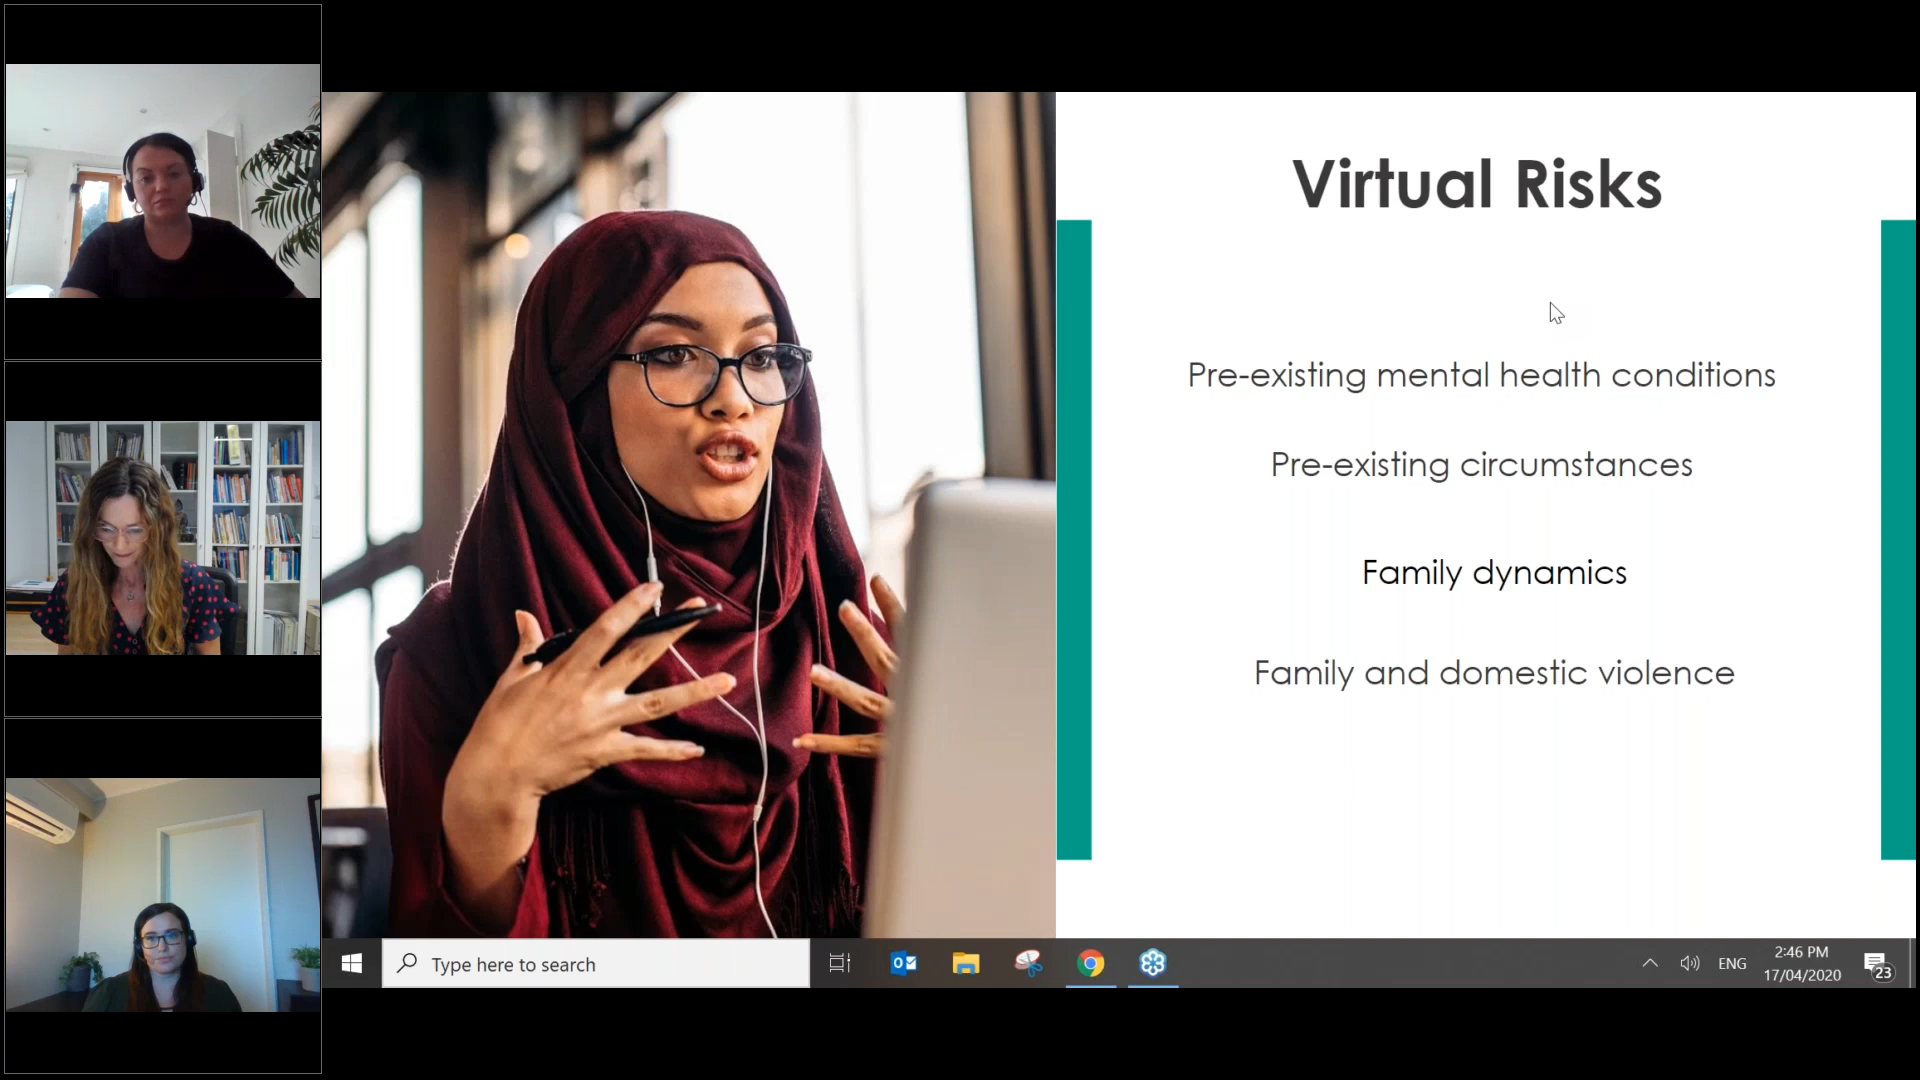 Virtual Risks
Pre-existing mental health conditions
Pre-existing circumstances
Family dynamics
Family and domestic violence
Type here to search
ENG
2:46 PM
17/04/2020
23